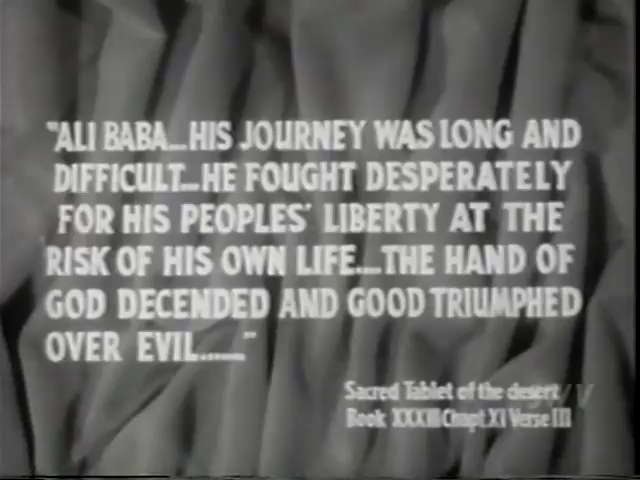 "ALI BABA...HIS JOURNEY WAS LONG AND
DIFFICULT...HE FOUGHT DESPERATELY
FOR HIS PEOPLES' LIBERTY AT THE
RISK OF HIS OWN LIFE....THE HAND OF
GOD DECENDED AND GOOD TRIUMPHED
OVER EVIL......."
Sacred Tablet of the desert
Book XXXIII Chapt. XI Verse III